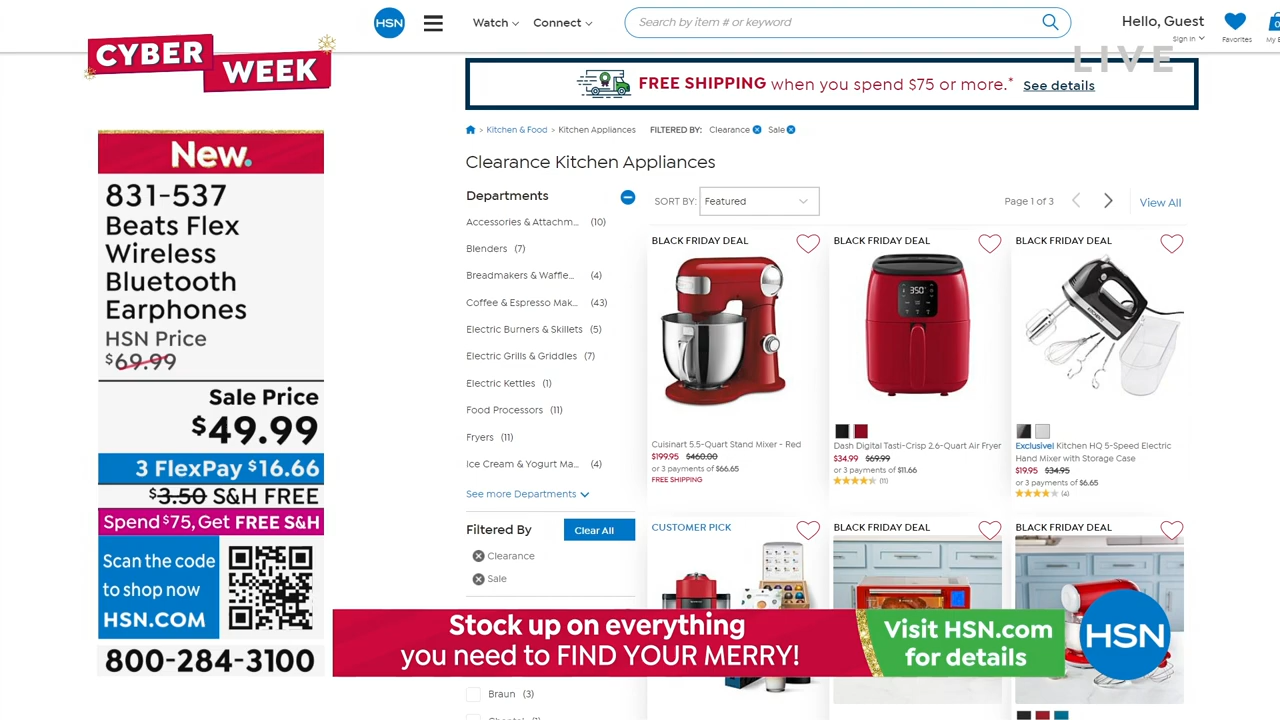 HSN
Watch
Connect
Search by item # or keyword
Hello, Guest
Sign In
Favorites
0
LIVE
CYBER
WEEK
FREE SHIPPING when you spend $75 or more.* See details
> Kitchen & Food > Kitchen Appliances FILTERED BY: Clearance Sale
Clearance Kitchen Appliances
New.
831-537
Beats Flex
Wireless
Bluetooth
Earphones
HSN Price
$69.99
Sale Price
$49.99
3 FlexPay $16.66
$3.50 S&H FREE
Spend $75, Get FREE S&H
Scan the code
to shop now
HSN.COM
800-284-3100
Departments
Accessories & Attachm... (10)
Blenders (7)
Breadmakers & Waffle... (4)
Coffee & Espresso Mak... (43)
Electric Burners & Skillets (5)
Electric Grills & Griddles (7)
Electric Kettles (1)
Food Processors (11)
Fryers (11)
Ice Cream & Yogurt Ma... (4)
See more Departments
Filtered By
Clear All
Clearance
Sale
Braun (3)
SORT BY: Featured
Page 1 of 3
View All
BLACK FRIDAY DEAL
Cuisinart 5.5-Quart Stand Mixer - Red
$199.95 $460.00
or 3 payments of $66.65
FREE SHIPPING
BLACK FRIDAY DEAL
350°
Dash Digital Tasti-Crisp 2.6-Quart Air Fryer
$34.99 $69.99
or 3 payments of $11.66
(11)
BLACK FRIDAY DEAL
Exclusive! Kitchen HQ 5-Speed Electric
Hand Mixer with Storage Case
$19.95 $34.95
or 3 payments of $6.65
(4)
CUSTOMER PICK
BLACK FRIDAY DEAL
BLACK FRIDAY DEAL
Stock up on everything
you need to FIND YOUR MERRY!
Visit HSN.com
for details
HSN